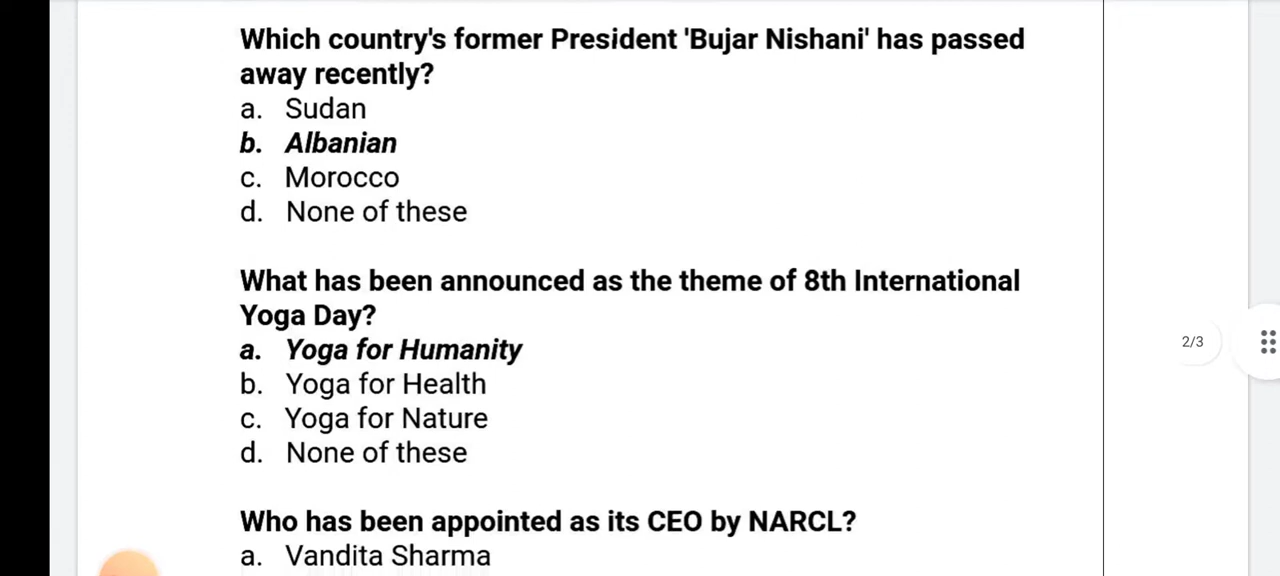 Which country's former President 'Bujar Nishani' has passed
away recently?
a. Sudan
b. Albanian
c. Morocco
d. None of these
What has been announced as the theme of 8th International
Yoga Day?
a. Yoga for Humanity
b. Yoga for Health
c. Yoga for Nature
d. None of these
2/3
Who has been appointed as its CEO by NARCL?
a. Vandita Sharma